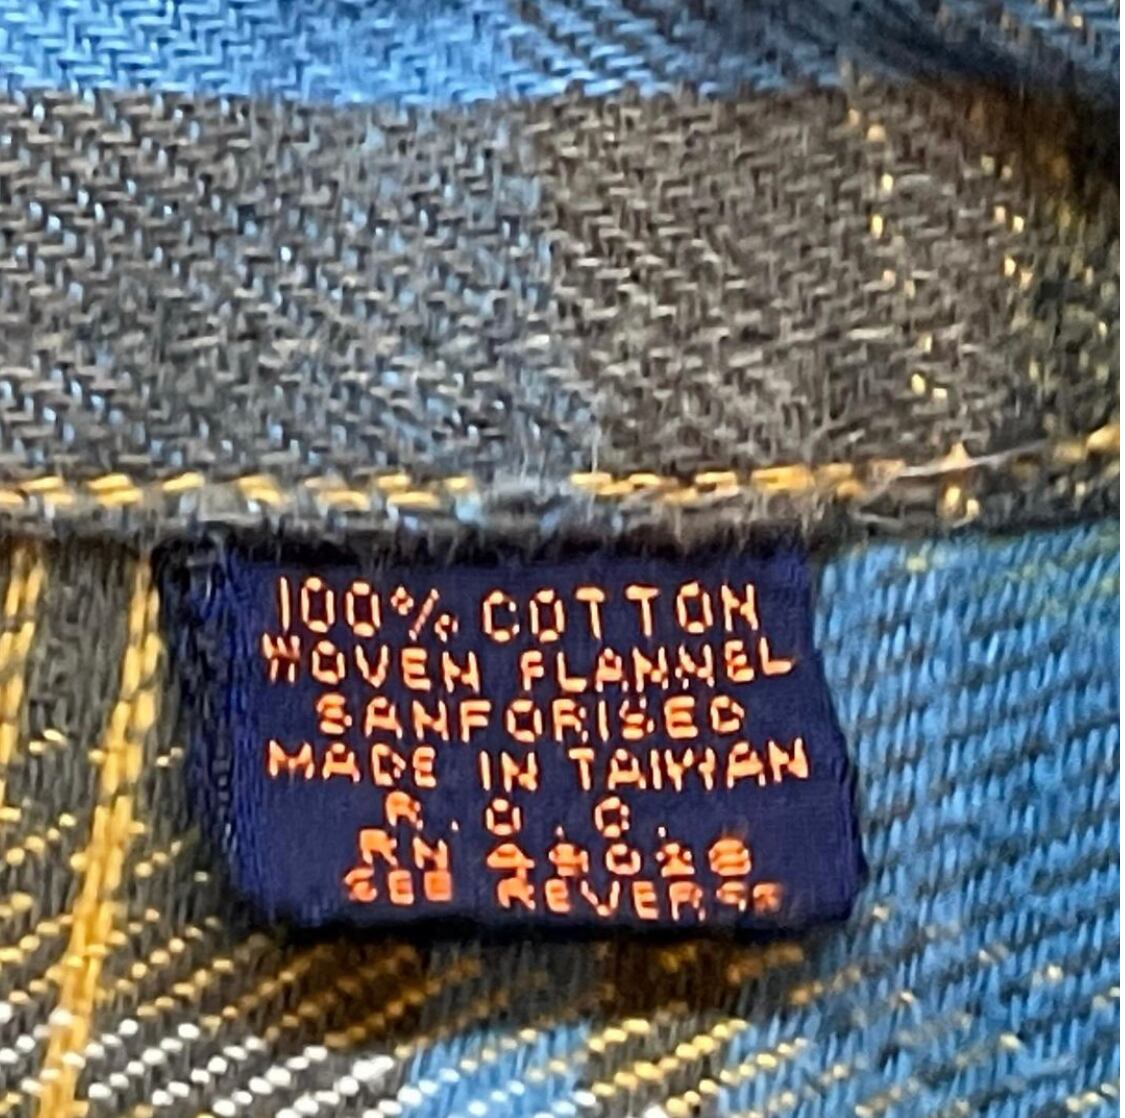 100% COTTON
WOVEN FLANNEL
SANFORISED
MADE IN TAIWAN
R.O.C.
RN
SEE REVERSE